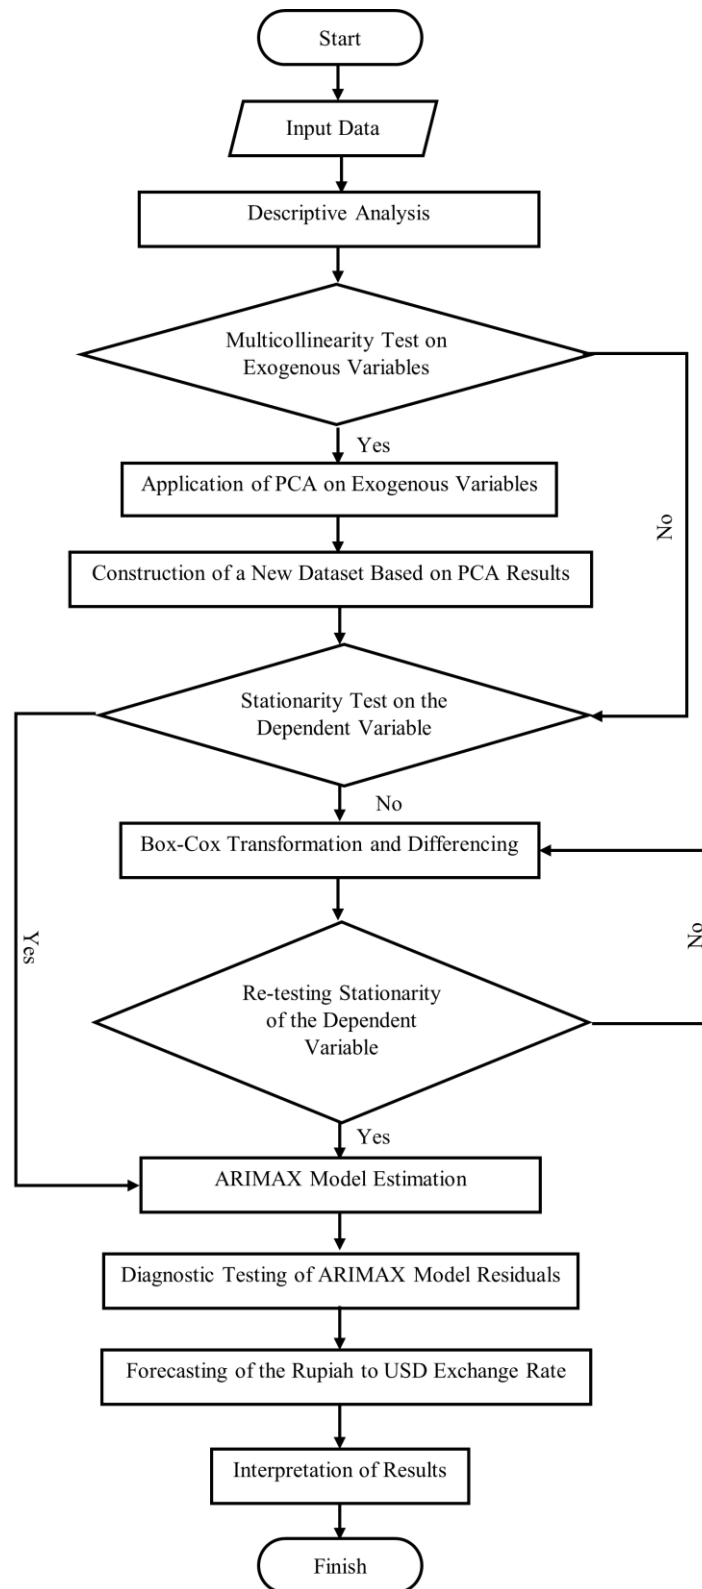 Start
Input Data
Descriptive Analysis
Multicollinearity Test on
Exogenous Variables
Yes
No
Application of PCA on Exogenous Variables
Construction of a New Dataset Based on PCA Results
Stationarity Test on the
Dependent Variable
No
Yes
Box-Cox Transformation and Differencing
No
Re-testing Stationarity
of the Dependent
Variable
Yes
ARIMAX Model Estimation
Diagnostic Testing of ARIMAX Model Residuals
Forecasting of the Rupiah to USD Exchange Rate
Interpretation of Results
Finish